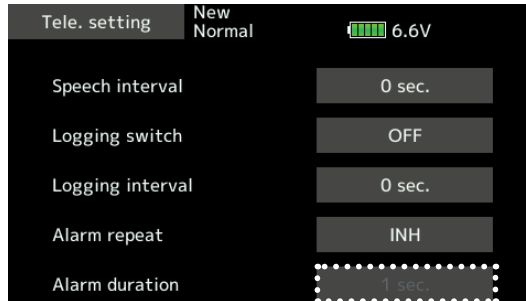 Tele. setting New Normal 6.6V
Speech interval 0 sec.
Logging switch OFF
Logging interval 0 sec.
Alarm repeat INH
Alarm duration 1 sec.